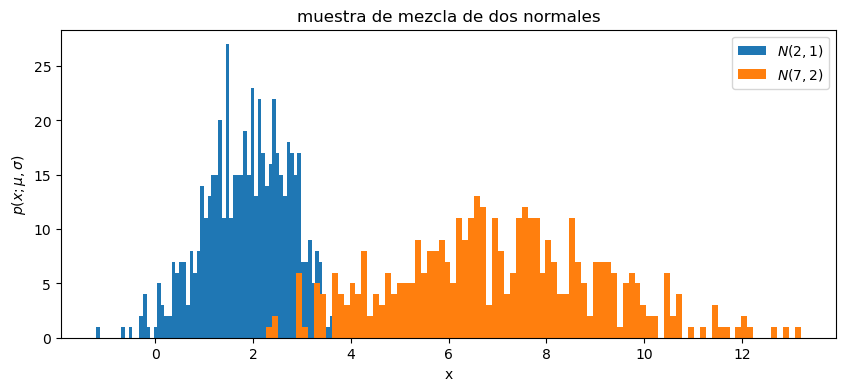 muestra de mezcla de dos normales
N(2, 1)
N(7, 2)
p(x; μ, σ)
25
20
15
10
5
0
0 2 4 6 8 10 12
x